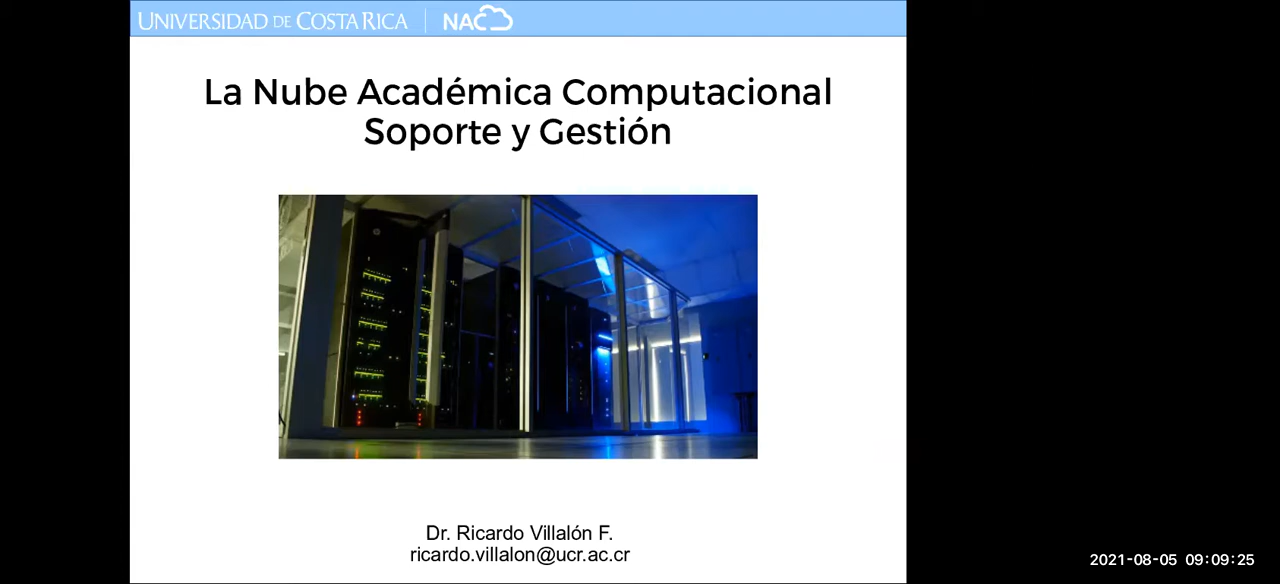 UNIVERSIDAD DE COSTA RICA | NAC
La Nube Académica Computacional
Soporte y Gestión
Dr. Ricardo Villalón F.
ricardo.villalon@ucr.ac.cr
2021-08-05 09:09:25